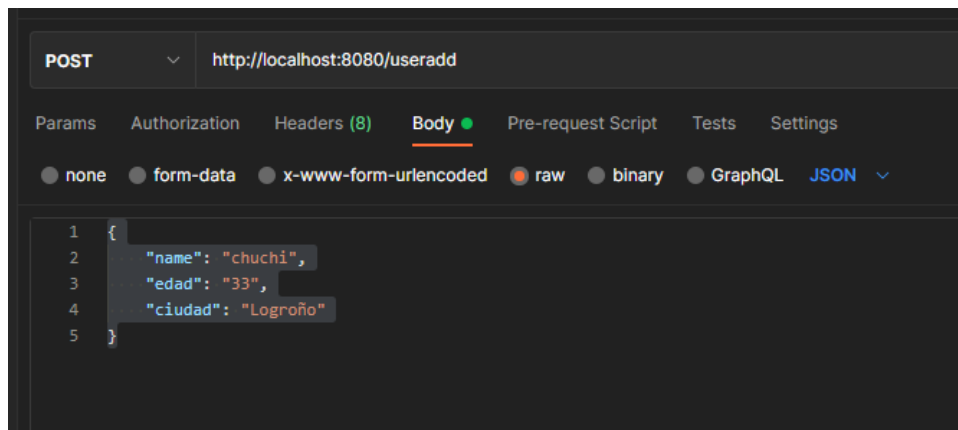 POST http://localhost:8080/useradd
Params Authorization Headers (8) Body Pre-request Script Tests Settings
none form-data x-www-form-urlencoded raw binary GraphQL JSON
1 {
2 "name": "chuchi",
3 "edad": "33",
4 "ciudad": "Logroño"
5 }